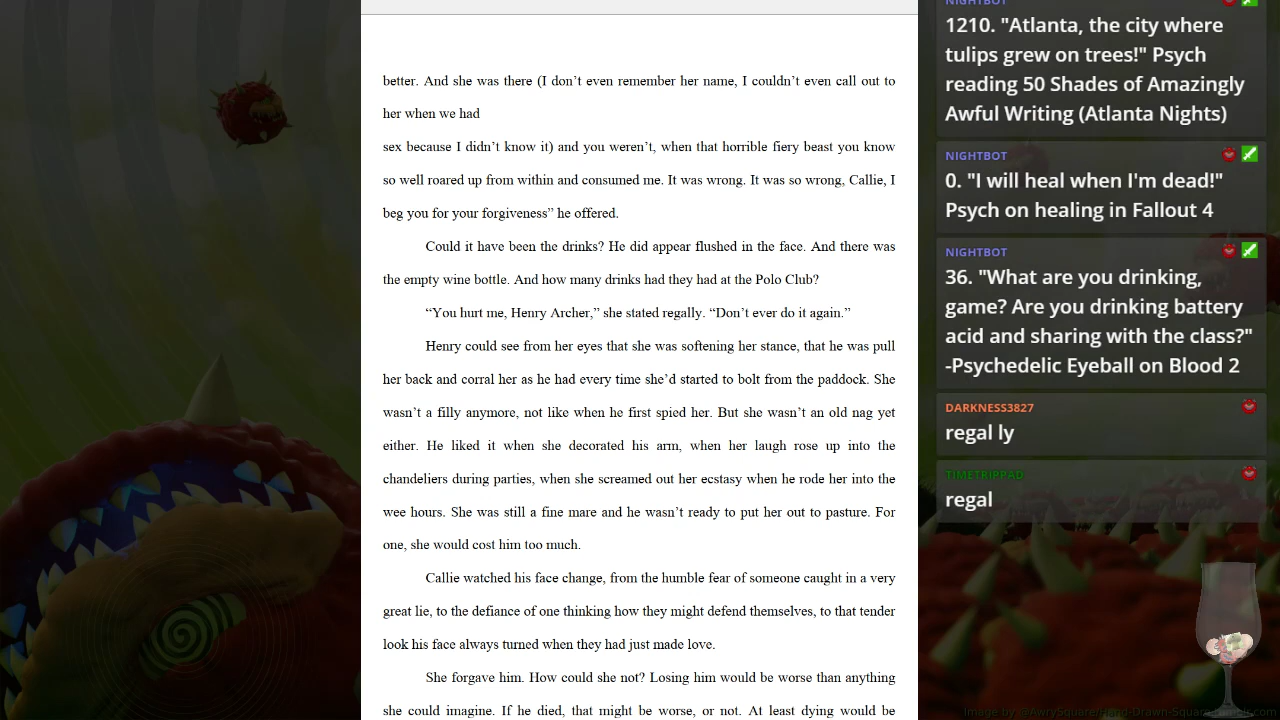 better. And she was there (I don't even remember her name, I couldn't even call out to
her when we had
sex because I didn't know it) and you weren't, when that horrible fiery beast you know
so well roared up from within and consumed me. It was wrong. It was so wrong, Callie, I
beg you for your forgiveness” he offered.
Could it have been the drinks? He did appear flushed in the face. And there was
the empty wine bottle. And how many drinks had they had at the Polo Club?
“You hurt me, Henry Archer,” she stated regally. “Don't ever do it again.”
Henry could see from her eyes that she was softening her stance, that he was pull
her back and corral her as he had every time she'd started to bolt from the paddock. She
wasn't a filly anymore, not like when he first spied her. But she wasn't an old nag yet
either. He liked it when she decorated his arm, when her laugh rose up into the
chandeliers during parties, when she screamed out her ecstasy when he rode her into the
wee hours. She was still a fine mare and he wasn't ready to put her out to pasture. For
one, she would cost him too much.
Callie watched his face change, from the humble fear of someone caught in a very
great lie, to the defiance of one thinking how they might defend themselves, to that tender
look his face always turned when they had just made love.
She forgave him. How could she not? Losing him would be worse than anything
she could imagine. If he died, that might be worse, or not. At least dying would be
NIGHTBOT
1210. "Atlanta, the city where
tulips grew on trees!" Psych
reading 50 Shades of Amazingly
Awful Writing (Atlanta Nights)
NIGHTBOT
0. "I will heal when I'm dead!"
Psych on healing in Fallout 4
NIGHTBOT
36. "What are you drinking,
game? Are you drinking battery
acid and sharing with the class?"
-Psychedelic Eyeball on Blood 2
DARKNESS3827
regal ly
TIMETRIPPAD
regal